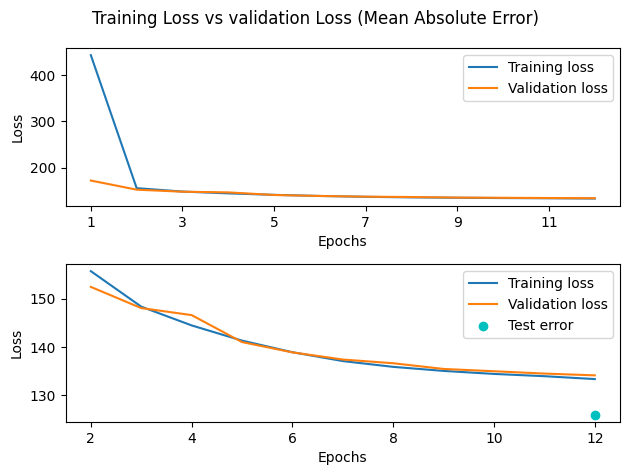 Training Loss vs validation Loss (Mean Absolute Error)
400
300
200
Loss
Training loss
Validation loss
1 3 5 7 9 11
Epochs
150
140
130
Loss
Training loss
Validation loss
Test error
2 4 6 8 10 12
Epochs